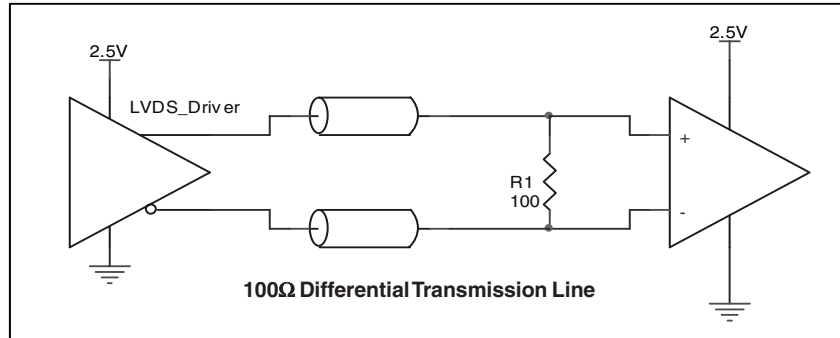 2.5V
2.5V
LVDS_Driver
+
R1
100
-
100Ω Differential Transmission Line